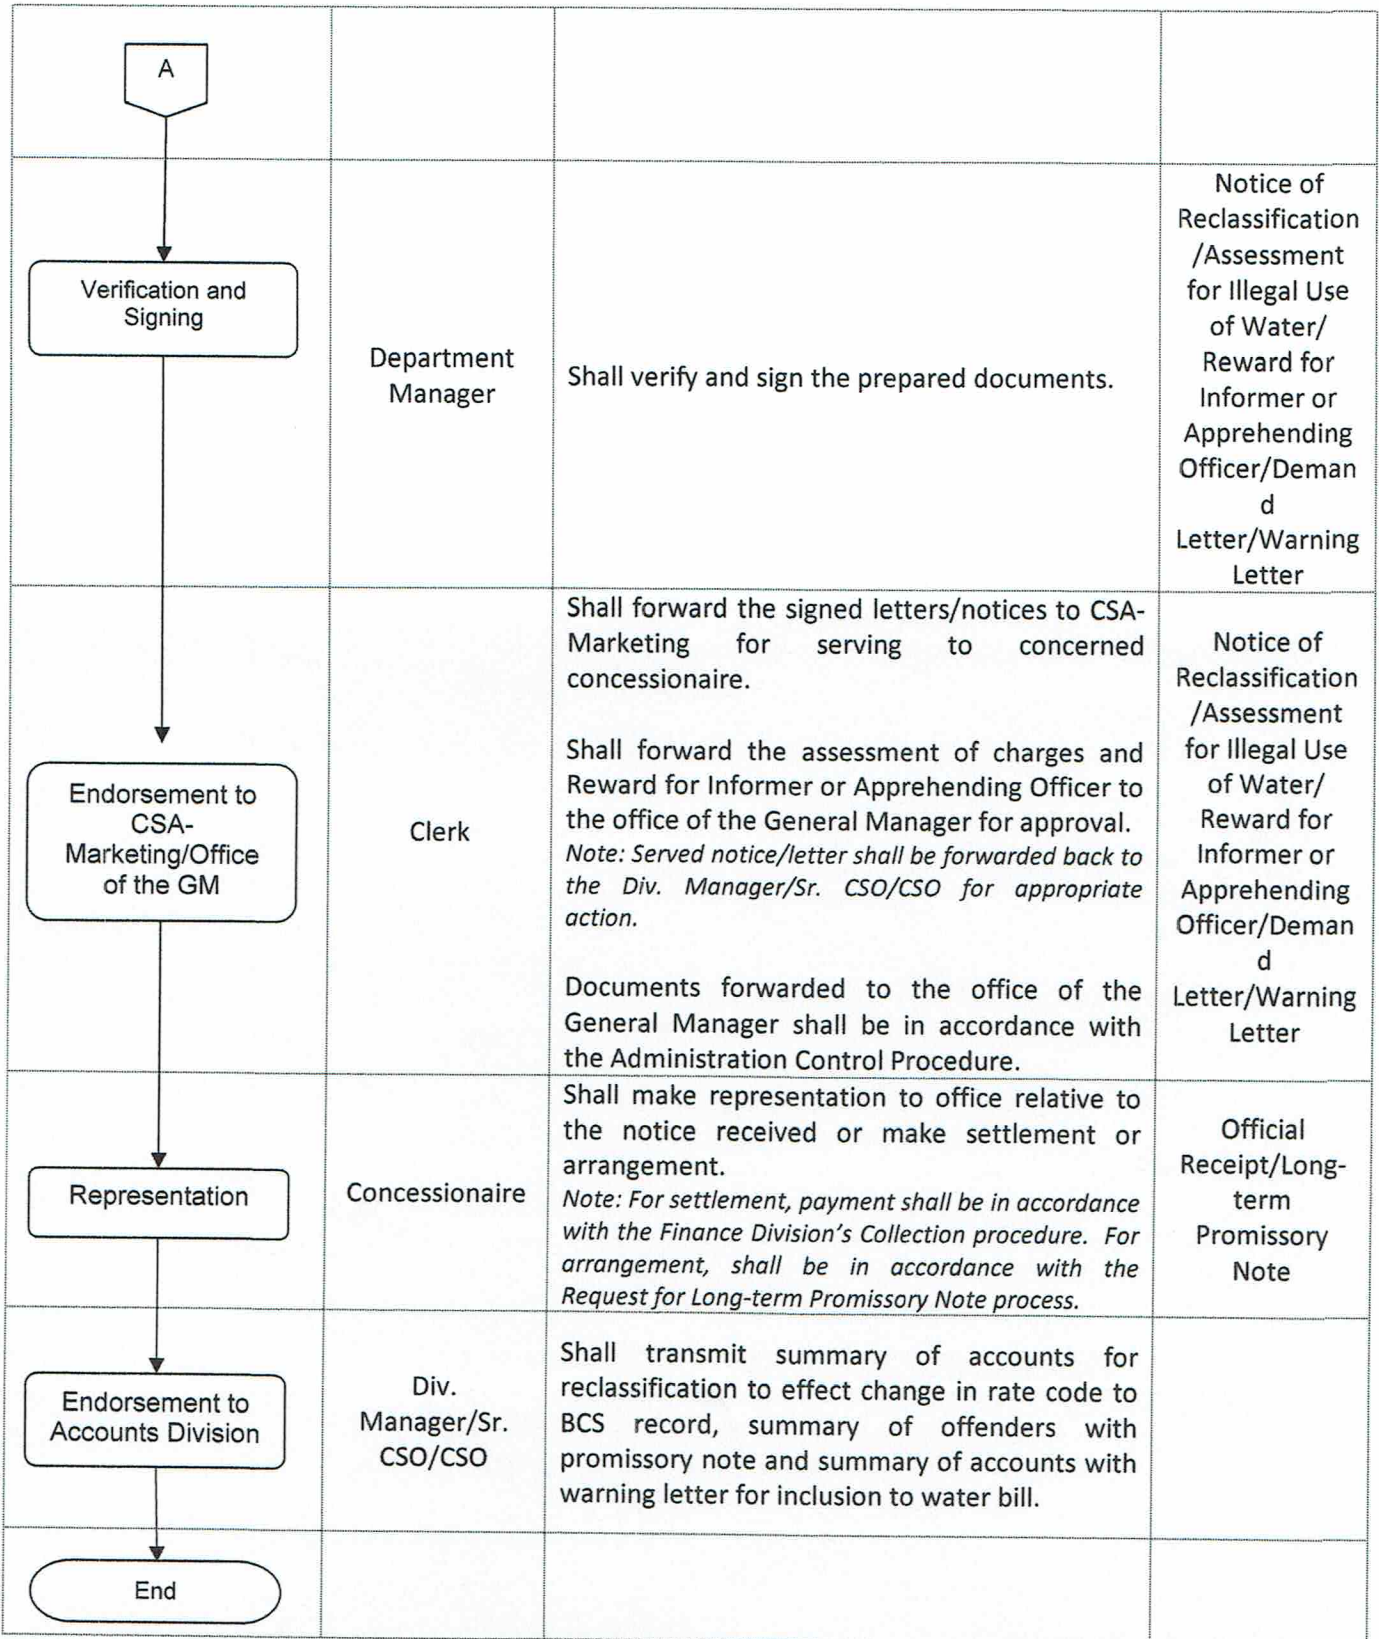 A
Verification and
Signing
Department
Manager
Shall verify and sign the prepared documents.
Notice of
Reclassification
/Assessment
for Illegal Use
of Water/
Reward for
Informer or
Apprehending
Officer/Deman
d
Letter/Warning
Letter
Endorsement to
CSA-
Marketing/Office
of the GM
Clerk
Shall forward the signed letters/notices to CSA-
Marketing for serving to concerned
concessionaire.
Shall forward the assessment of charges and
Reward for Informer or Apprehending Officer to
the office of the General Manager for approval.
Note: Served notice/letter shall be forwarded back to
the Div. Manager/Sr. CSO/CSO for appropriate
action.
Documents forwarded to the office of the
General Manager shall be in accordance with
the Administration Control Procedure.
Notice of
Reclassification
/Assessment
for Illegal Use
of Water/
Reward for
Informer or
Apprehending
Officer/Deman
d
Letter/Warning
Letter
Representation
Concessionaire
Shall make representation to office relative to
the notice received or make settlement or
arrangement.
Note: For settlement, payment shall be in accordance
with the Finance Division's Collection procedure. For
arrangement, shall be in accordance with the
Request for Long-term Promissory Note process.
Official
Receipt/Long-
term
Promissory
Note
Endorsement to
Accounts Division
Div.
Manager/Sr.
CSO/CSO
Shall transmit summary of accounts for
reclassification to effect change in rate code to
BCS record, summary of offenders with
promissory note and summary of accounts with
warning letter for inclusion to water bill.
End